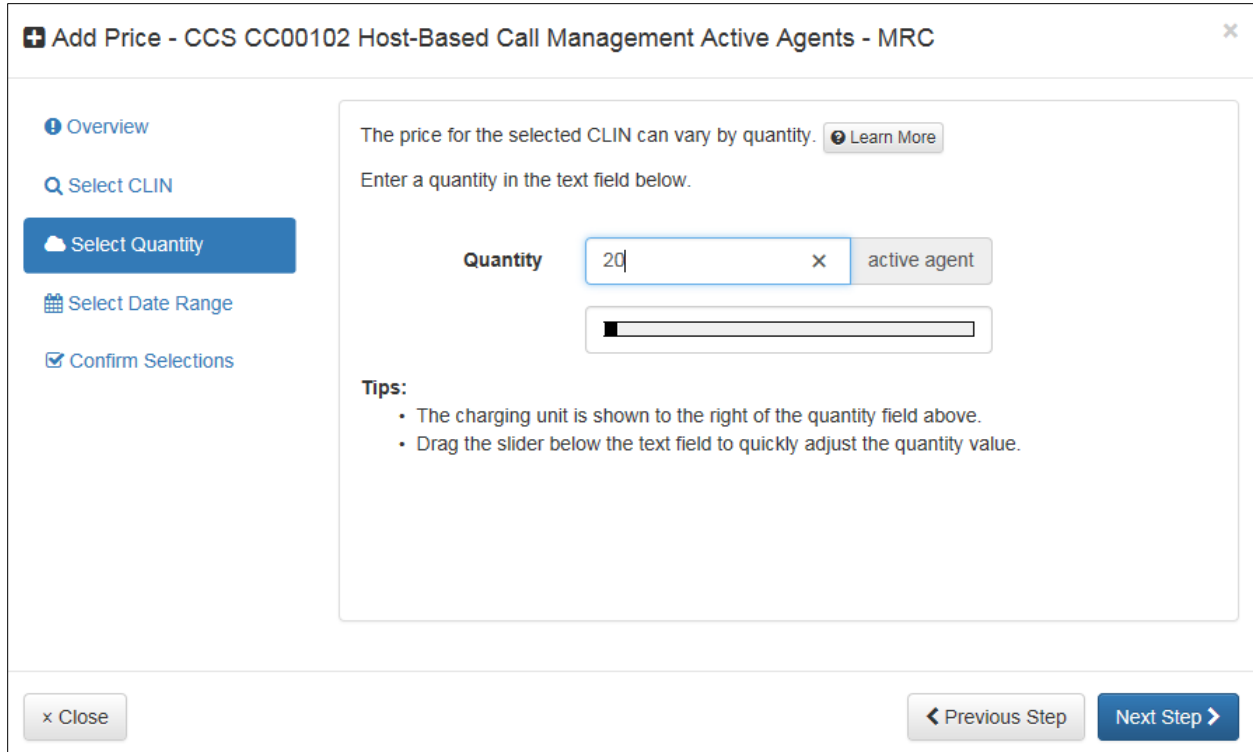 Add Price - CCS CC00102 Host-Based Call Management Active Agents - MRC
×
Overview
Select CLIN
Select Quantity
Select Date Range
Confirm Selections
The price for the selected CLIN can vary by quantity. Learn More
Enter a quantity in the text field below.
Quantity 20 × active agent
Tips:
• The charging unit is shown to the right of the quantity field above.
• Drag the slider below the text field to quickly adjust the quantity value.
× Close
Previous Step
Next Step